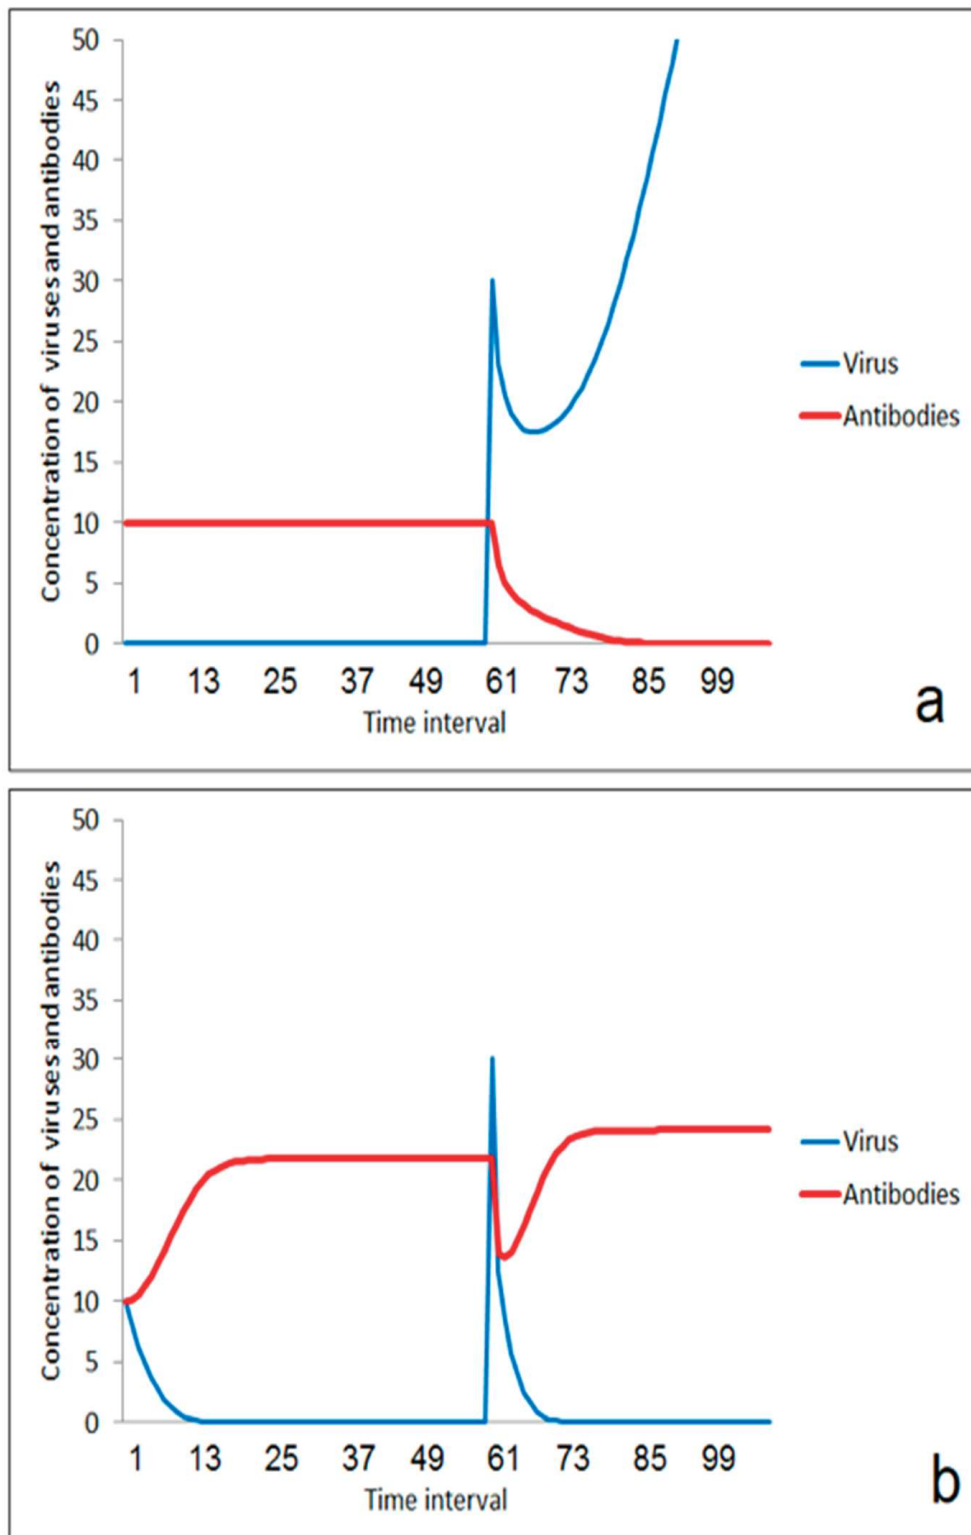 Concentration of viruses and antibodies
50
45
40
35
30
25
20
15
10
5
0
1 13 25 37 49 61 73 85 99
Time interval
Virus
Antibodies
a
Concentration of viruses and antibodies
50
45
40
35
30
25
20
15
10
5
0
1 13 25 37 49 61 73 85 99
Time interval
Virus
Antibodies
b